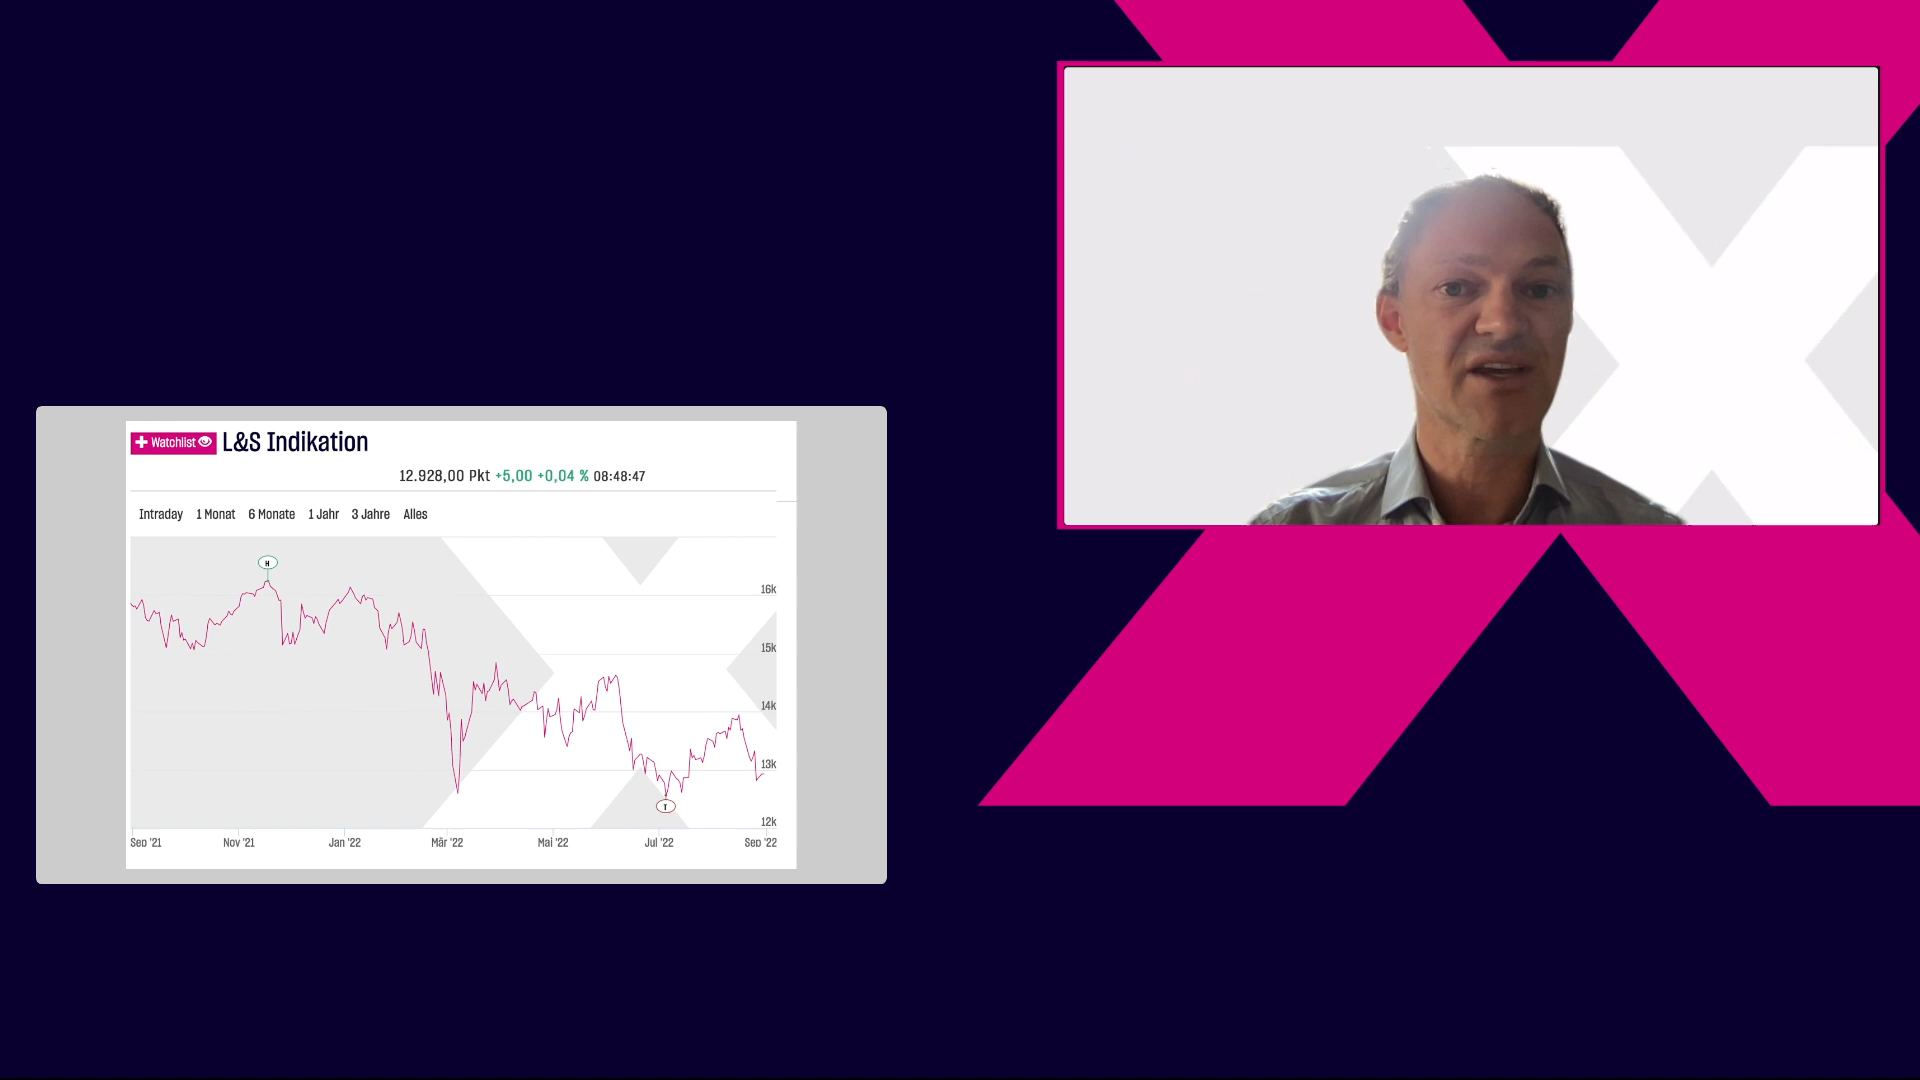 Watchlist L&S Indikation
12.928,00 Pkt +5,00 +0,04 % 08:48:47
Intraday 1 Monat 6 Monate 1 Jahr 3 Jahre Alles
H
16k
15k
14k
13k
T
12k
Sep '21 Nov '21 Jan '22 Mär '22 Mai '22 Jul '22 Sep '22